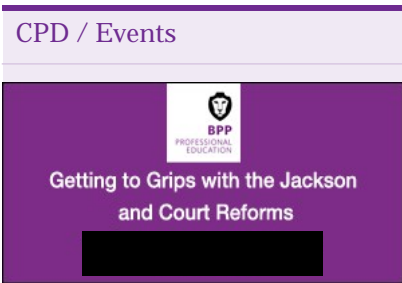 CPD / Events
BPP
PROFESSIONAL
EDUCATION
Getting to Grips with the Jackson
and Court Reforms